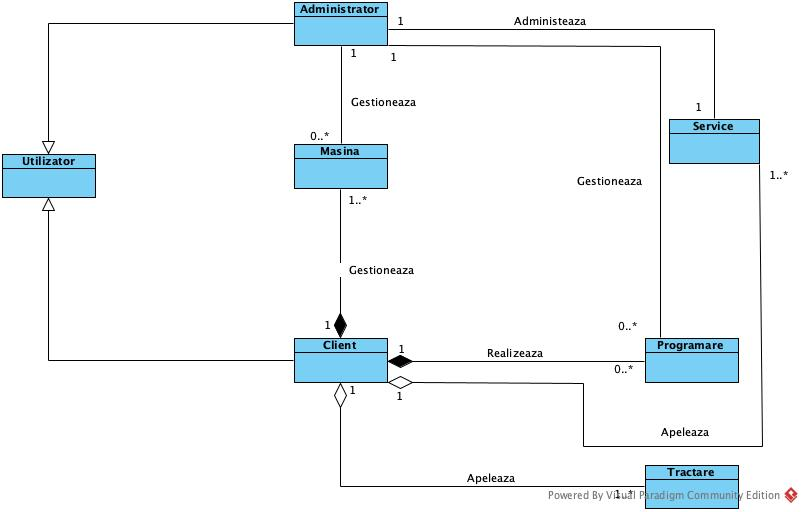 Administrator
1
Administeaza
1
1
Gestioneaza
1
Service
0..*
Masina
Utilizator
1..*
Gestioneaza
1..*
Gestioneaza
1
0..*
Client
1
Realizeaza
Programare
0..*
1
1
Apeleaza
Tractare
Apeleaza
1..*
Powered By Visual Paradigm Community Edition